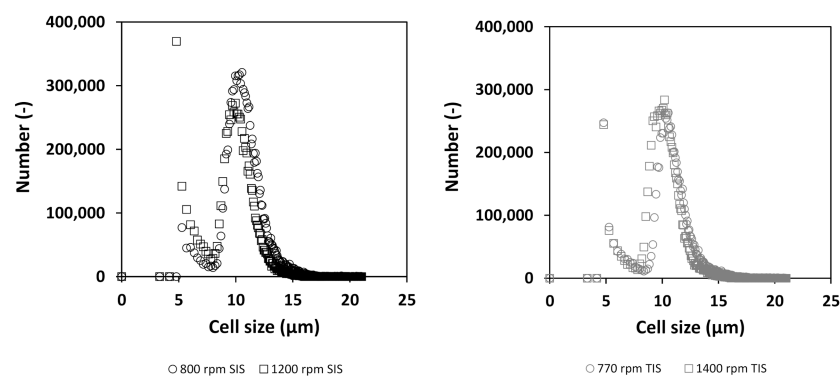 400,000
300,000
200,000
100,000
0
Number (-)
0 5 10 15 20 25
Cell size (µm)
○ 800 rpm SIS □ 1200 rpm SIS
400,000
300,000
200,000
100,000
0
Number (-)
0 5 10 15 20 25
Cell size (µm)
○ 770 rpm TIS □ 1400 rpm TIS